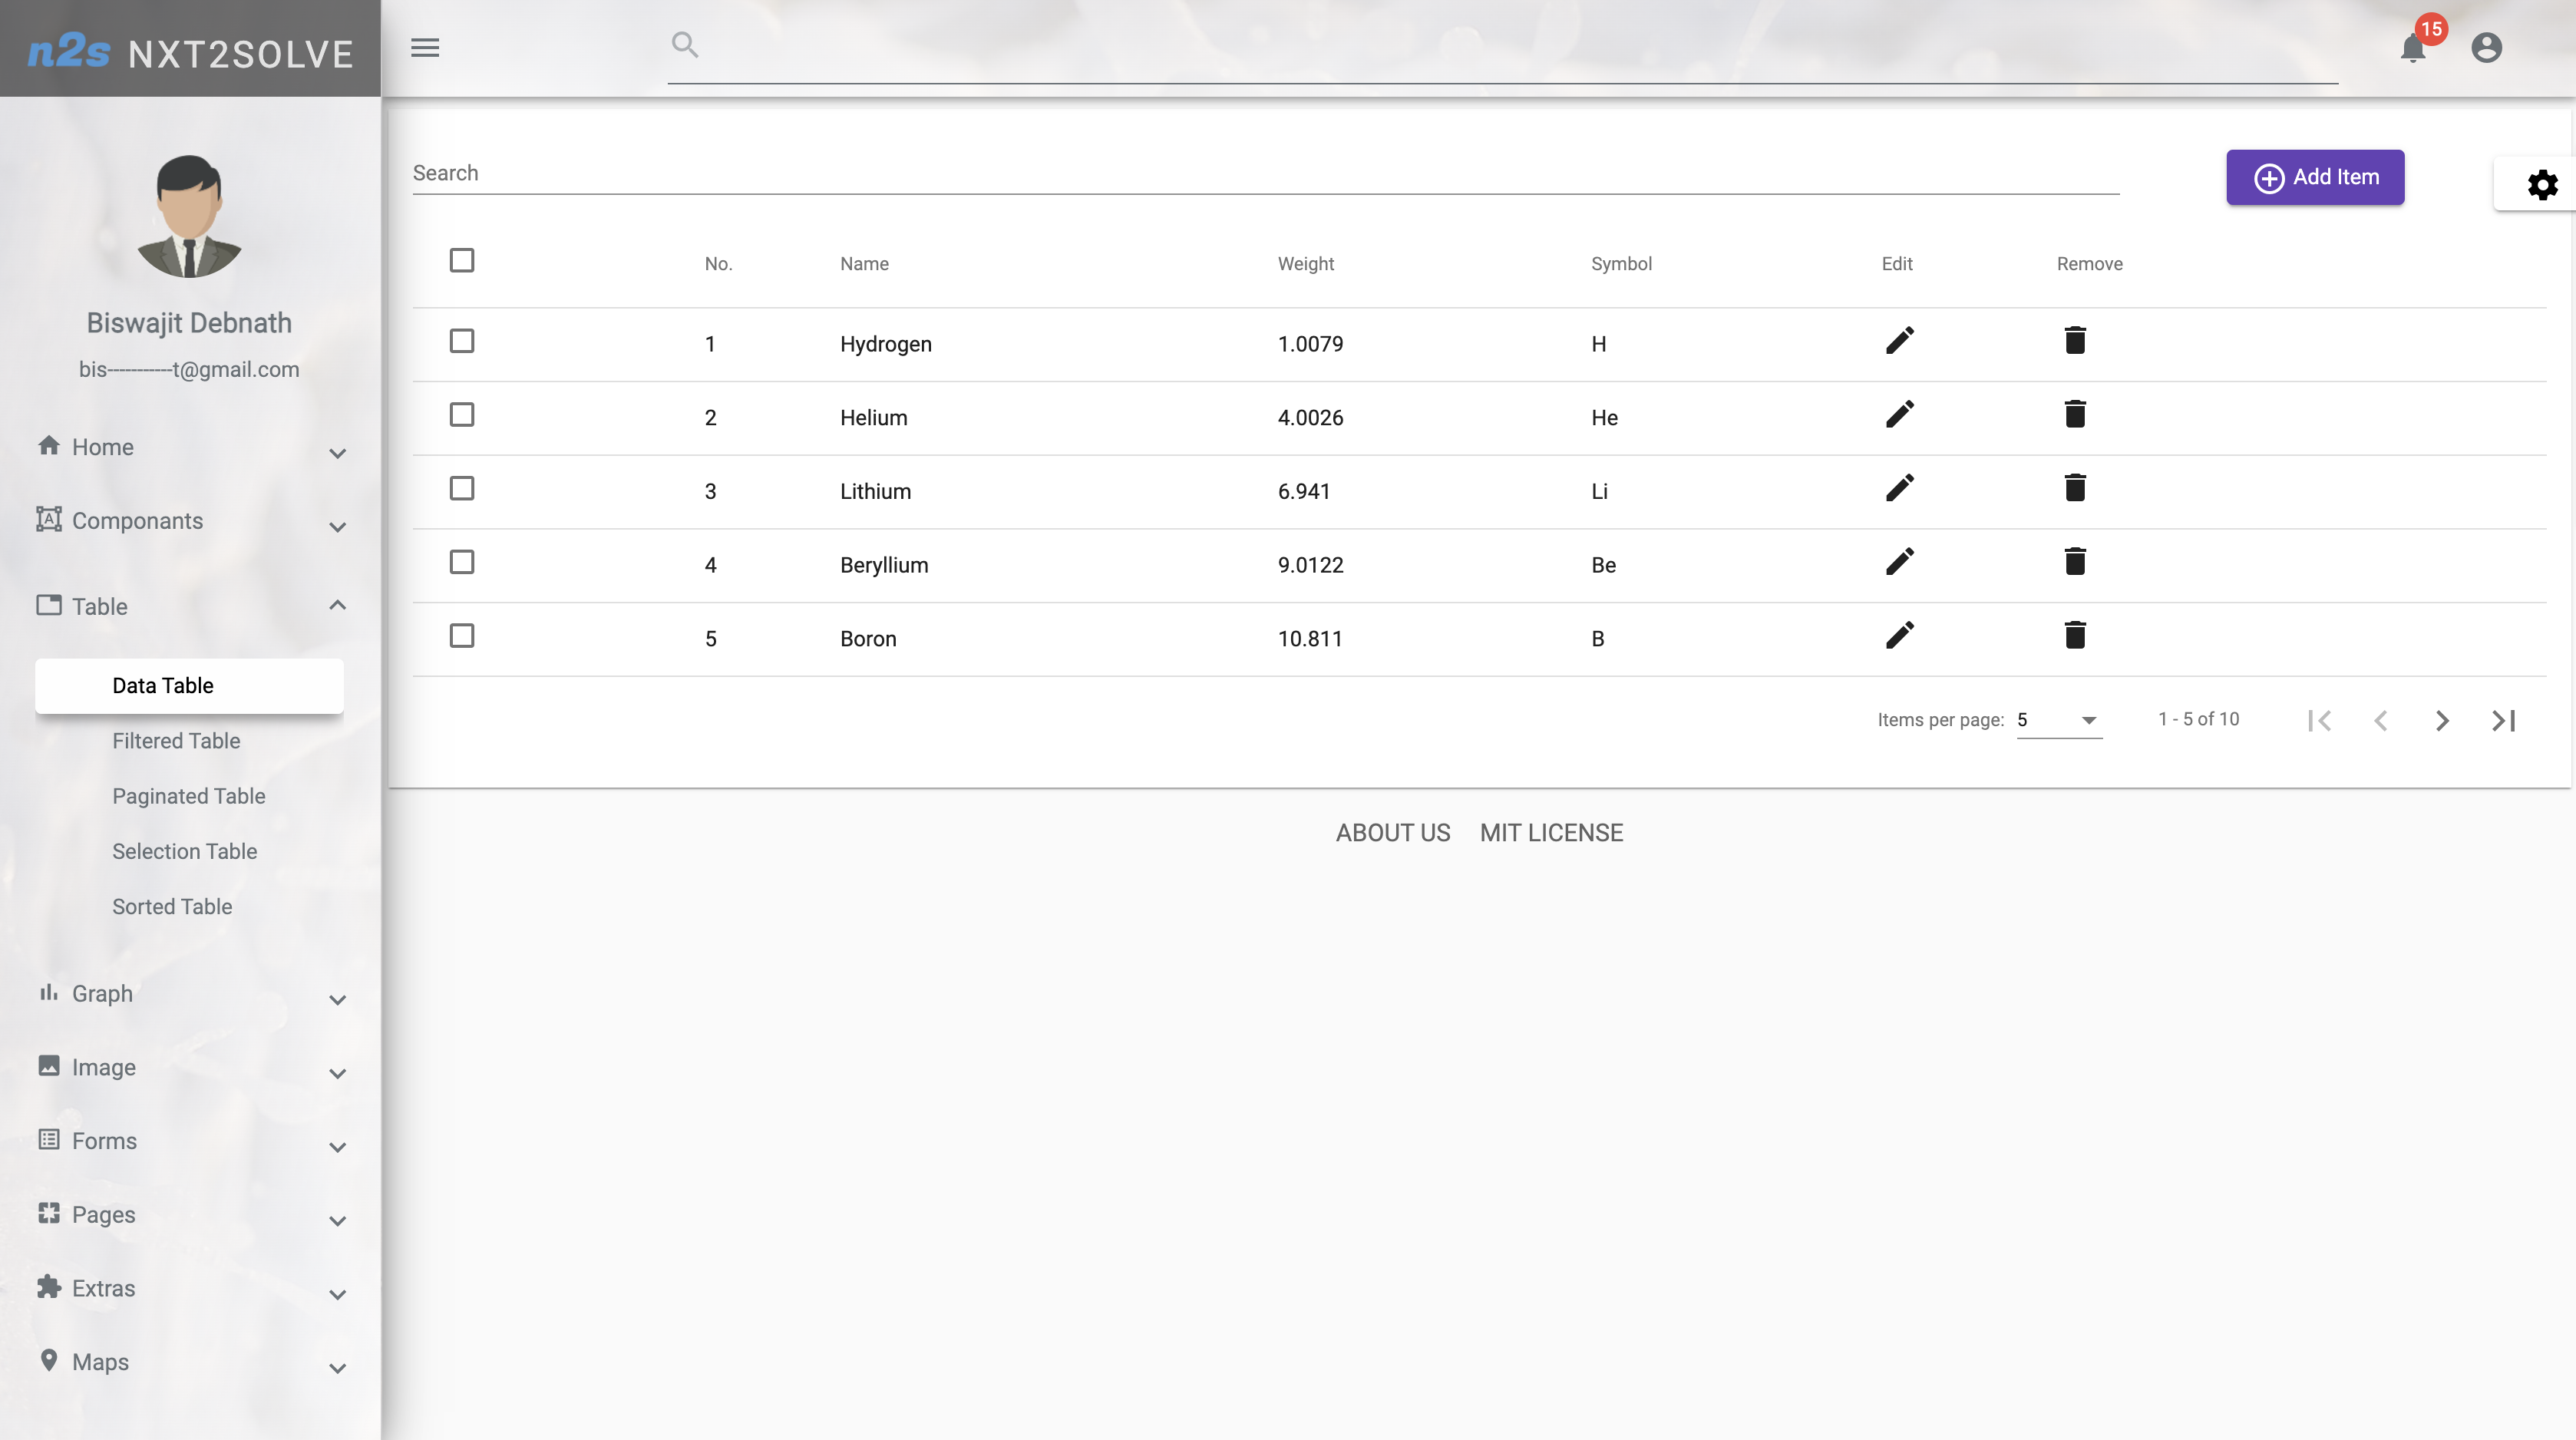 n2s NXT2SOLVE
15
Biswajit Debnath
bis-----------t@gmail.com
Home
Componants
Table
Data Table
Filtered Table
Paginated Table
Selection Table
Sorted Table
Graph
Image
Forms
Pages
Extras
Maps
Search
Add Item
No. Name Weight Symbol Edit Remove
1 Hydrogen 1.0079 H
2 Helium 4.0026 He
3 Lithium 6.941 Li
4 Beryllium 9.0122 Be
5 Boron 10.811 B
Items per page: 5 1 - 5 of 10
ABOUT US MIT LICENSE